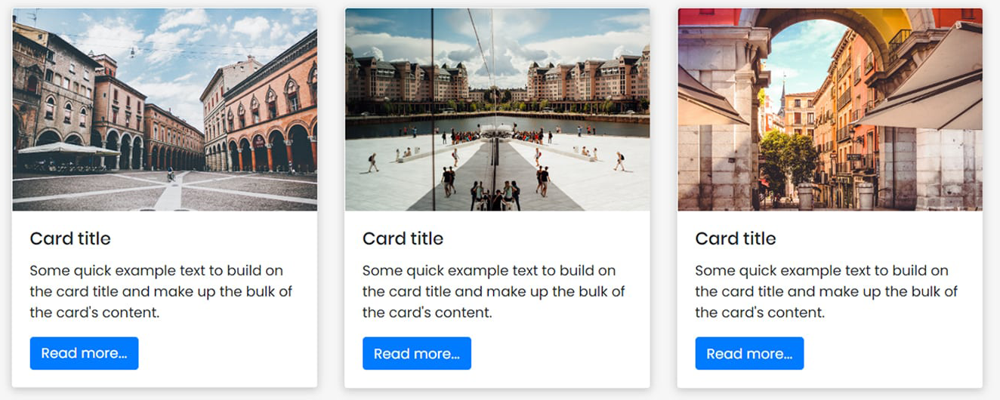 Card title
Some quick example text to build on
the card title and make up the bulk of
the card's content.
Read more...
Card title
Some quick example text to build on
the card title and make up the bulk of
the card's content.
Read more...
Card title
Some quick example text to build on
the card title and make up the bulk of
the card's content.
Read more...